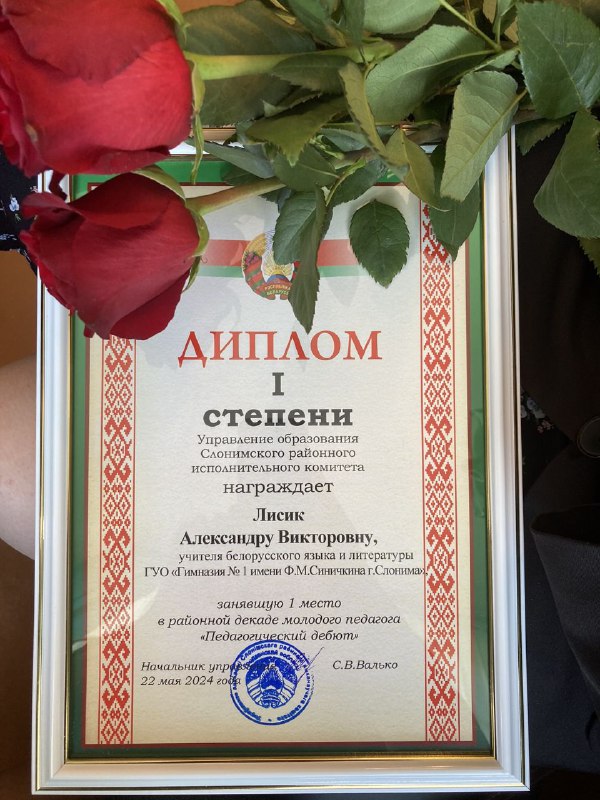 ДИПЛОМ
I
степени
Управление образования
Слонимского районного
исполнительного комитета
награждает
Лисик
Александру Викторовну,
учителя белорусского языка и литературы
ГУО «Гимназия № 1 имени Ф.М.Синичкина г.Слонима»,
занявшую 1 место
в районной декаде молодого педагога
«Педагогический дебют»
Начальник С.В.Валько
22 мая 2024 года